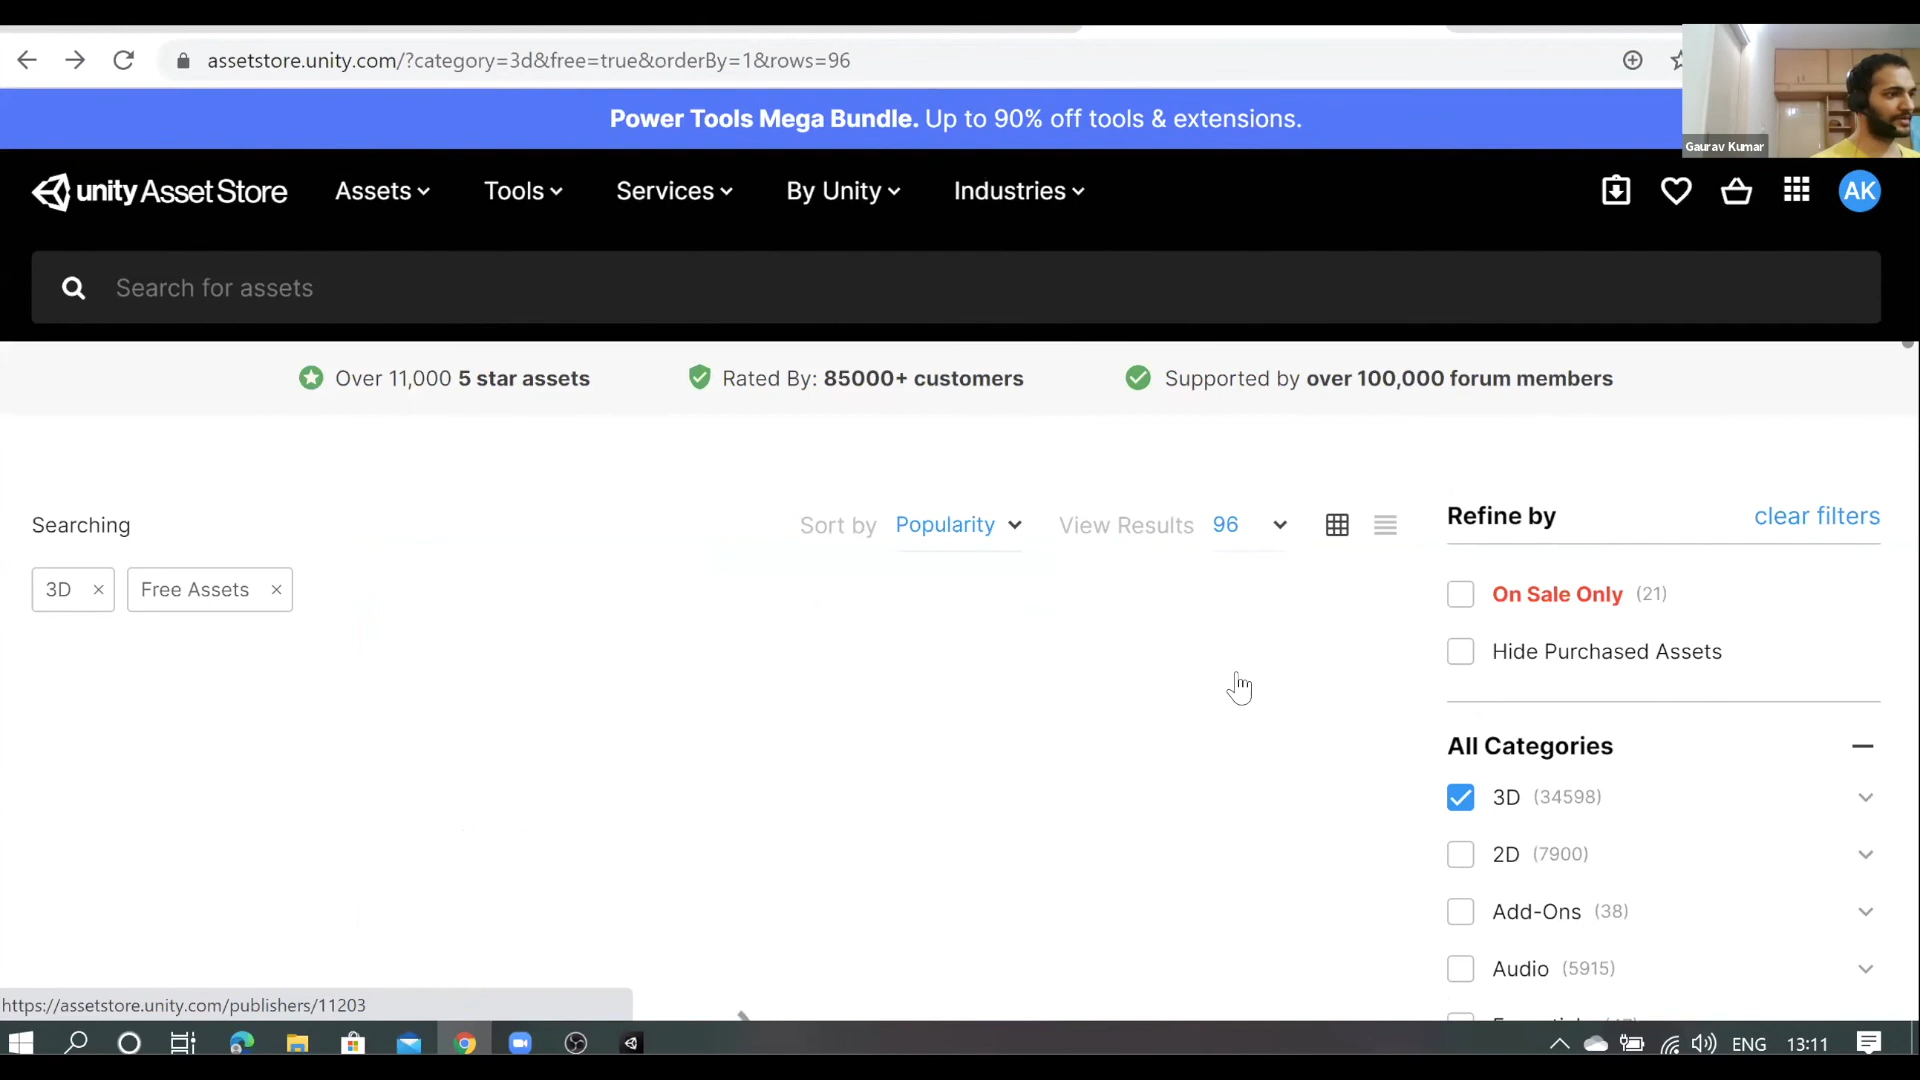 assetstore.unity.com/?category=3d&free=true&orderBy=1&rows=96
Power Tools Mega Bundle. Up to 90% off tools & extensions.
Gaurav Kumar
unity Asset Store
Assets
Tools
Services
By Unity
Industries
AK
Search for assets
Over 11,000 5 star assets
Rated By: 85000+ customers
Supported by over 100,000 forum members
Searching
Sort by Popularity
View Results 96
3D ×
Free Assets ×
Refine by
clear filters
On Sale Only (21)
Hide Purchased Assets
All Categories
3D (34598)
2D (7900)
Add-Ons (38)
Audio (5915)
https://assetstore.unity.com/publishers/11203
ENG
13:11